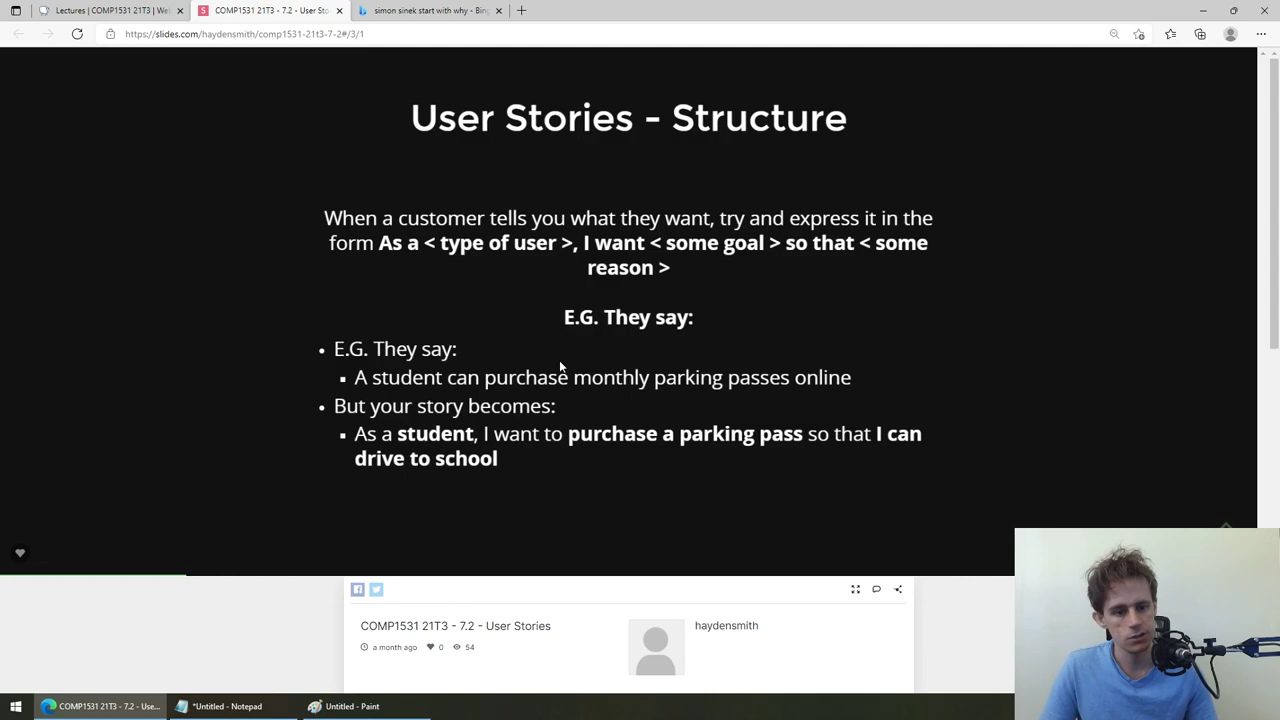 Lectures | COMP1531 21T3 | We
COMP1531 21T3 - 7.2 - User Sto
simon sinek start with why - Bing
https://slides.com/haydensmith/comp1531-21t3-7-2#/3/1
User Stories - Structure
When a customer tells you what they want, try and express it in the
form As a < type of user >, I want < some goal > so that < some
reason >
E.G. They say:
• E.G. They say:
▪ A student can purchase monthly parking passes online
• But your story becomes:
▪ As a student, I want to purchase a parking pass so that I can
drive to school
COMP1531 21T3 - 7.2 - User Stories
haydensmith
a month ago 0 54
COMP1531 21T3 - 7.2 - Use...
*Untitled - Notepad
Untitled - Paint